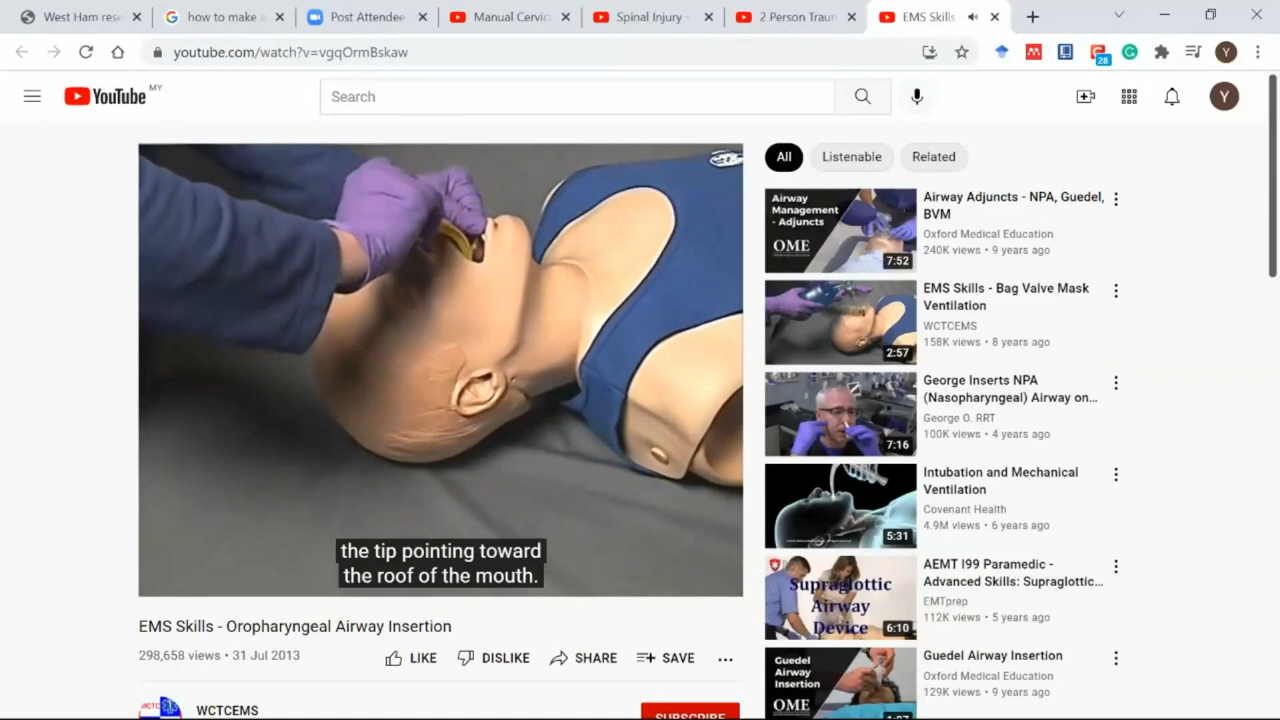 West Ham rese
how to make a
Post Attendee
Manual Cervic
Spinal Injury -
2 Person Traun
EMS Skills
youtube.com/watch?v=vgqOrmBskaw
28
Y
YouTube MY
Search
Y
All
Listenable
Related
Airway
Management
- Adjuncts
OME
7:52
Airway Adjuncts - NPA, Guedel,
BVM
Oxford Medical Education
240K views • 9 years ago
2:57
EMS Skills - Bag Valve Mask
Ventilation
WCTCEMS
158K views • 8 years ago
7:16
George Inserts NPA
(Nasopharyngeal) Airway on...
George O. RRT
100K views • 4 years ago
5:31
Intubation and Mechanical
Ventilation
Covenant Health
4.9M views • 6 years ago
Supraglottic
Airway
Device
6:10
AEMT I99 Paramedic -
Advanced Skills: Supraglottic...
EMTprep
112K views • 5 years ago
Guedel
Airway
Insertion
OME
1:07
Guedel Airway Insertion
Oxford Medical Education
129K views • 9 years ago
the tip pointing toward
the roof of the mouth.
EMS Skills - Oropharyngeal Airway Insertion
298,658 views • 31 Jul 2013
LIKE
DISLIKE
SHARE
SAVE
WCTCEMS
SUBSCRIBE